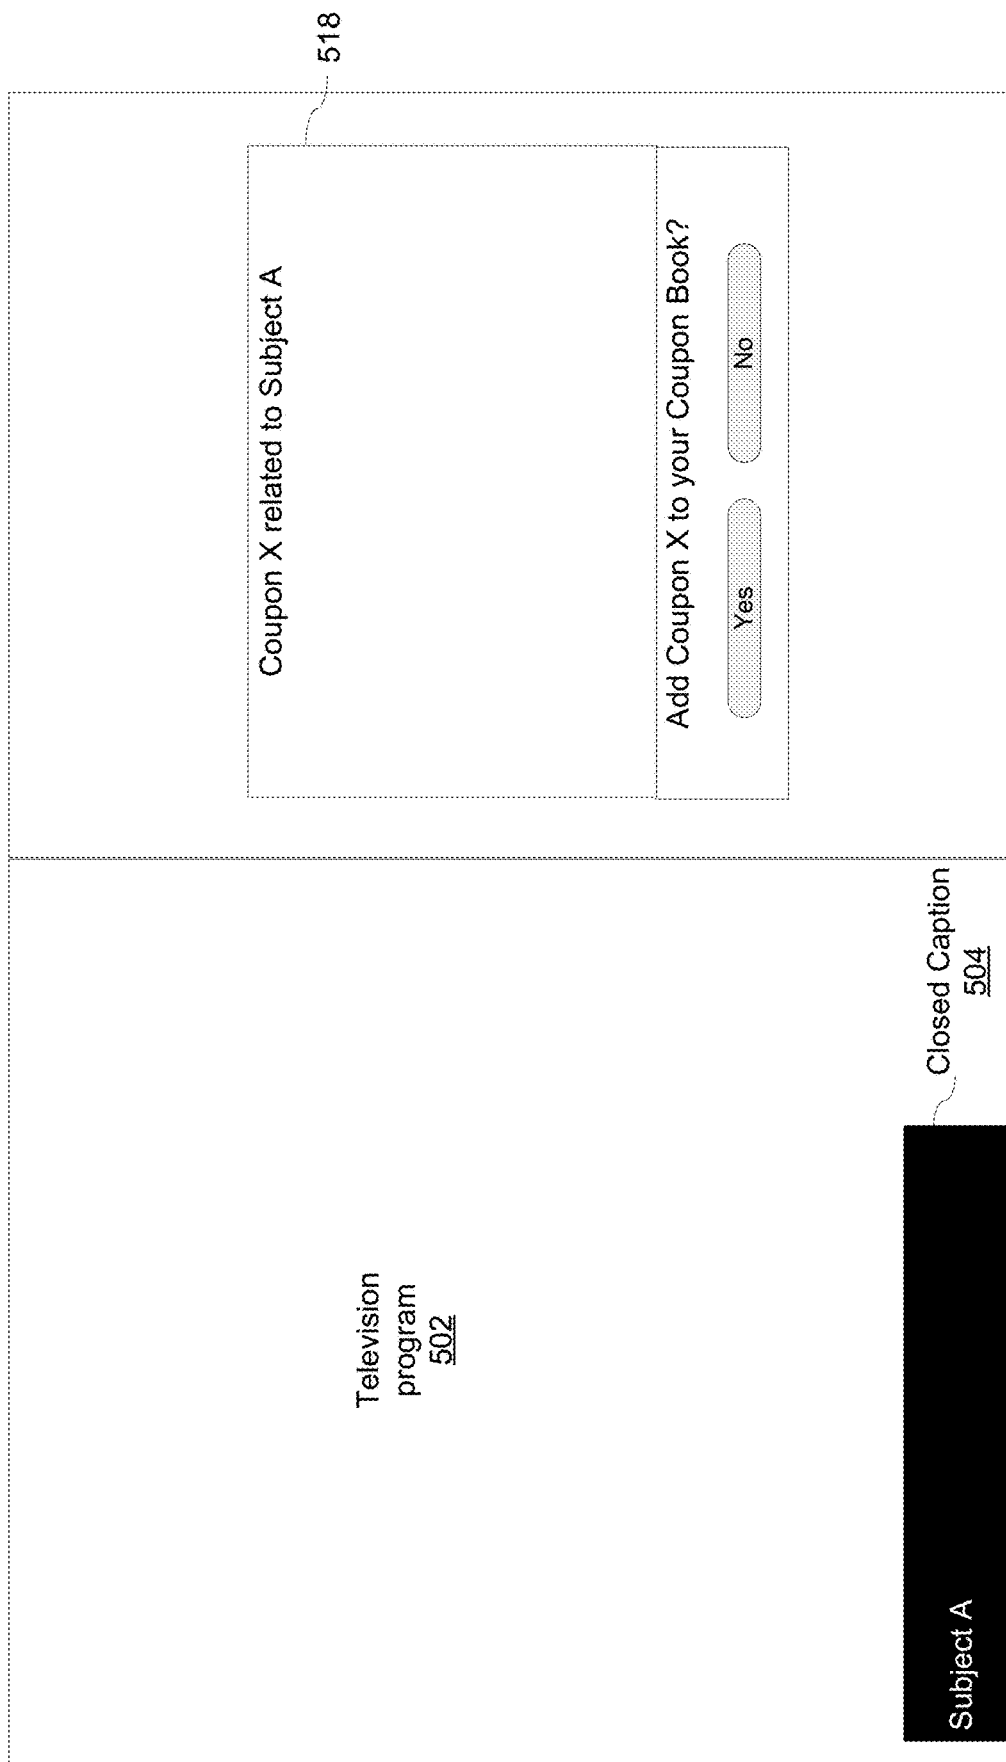 Television
program
502
Subject A
Closed Caption
504
Coupon X related to Subject A
518
Add Coupon X to your Coupon Book?
Yes
No